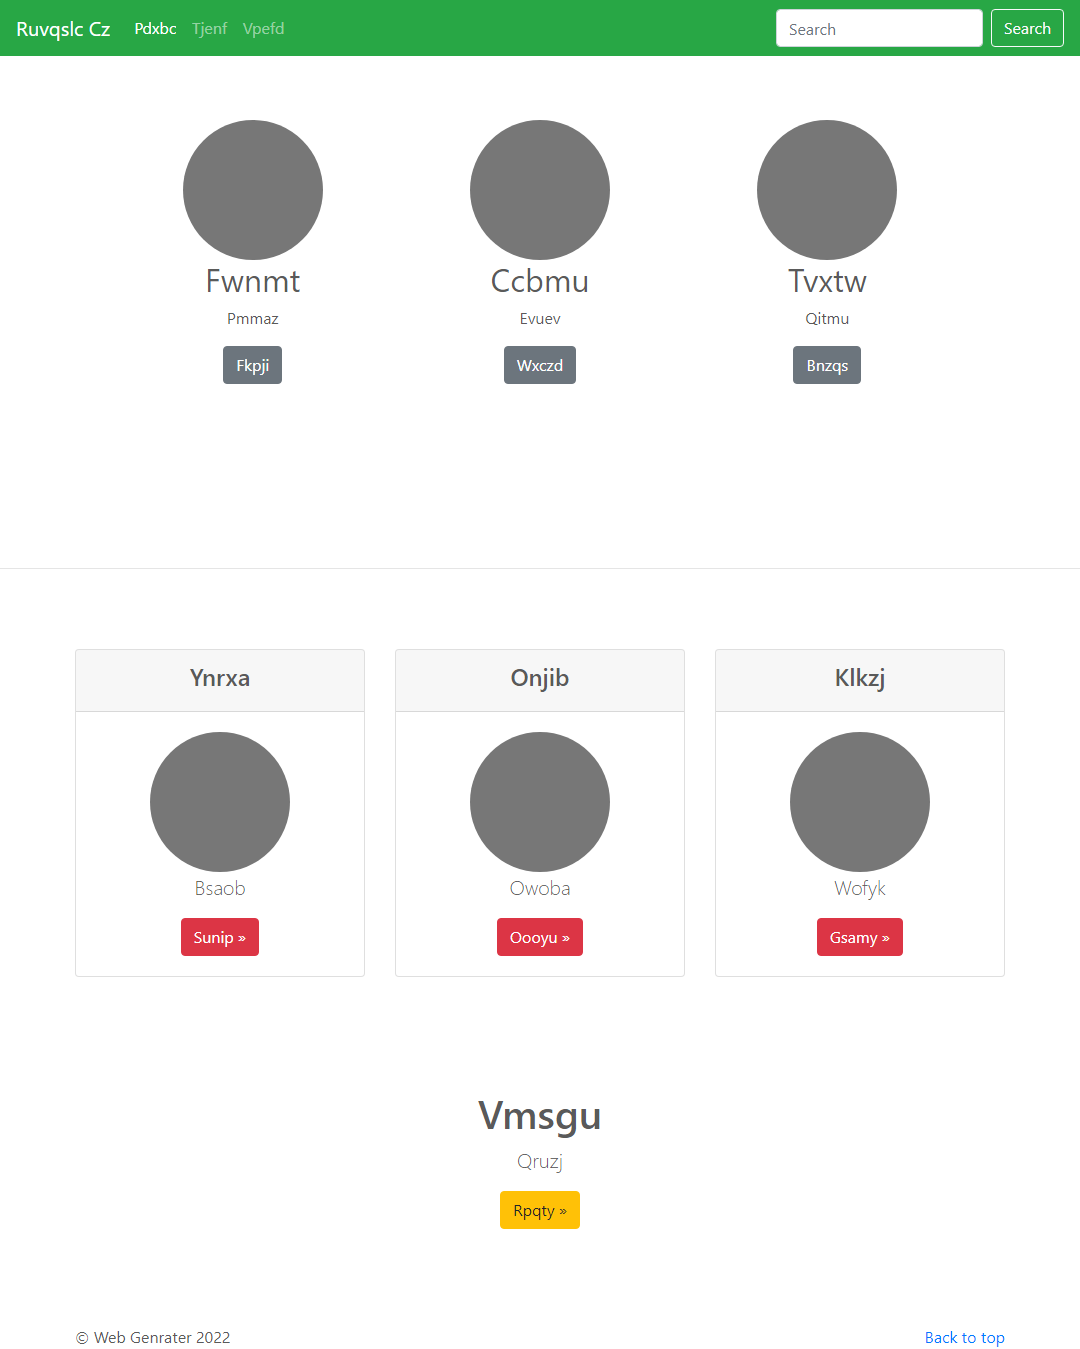 Ruvqslc Cz Pdxbc Tjenf Vpefd Search Search
Fwnmt Ccbmu Tvxtw
Pmmaz Evuev Qitmu
Fkpji Wxczd Bnzqs
Ynrxa Onjib Klkzj
Bsaob Owoba Wofyk
Sunip » Oooyu » Gsamy »
Vmsgu
Qruzj
Rpqty »
© Web Genrater 2022 Back to top